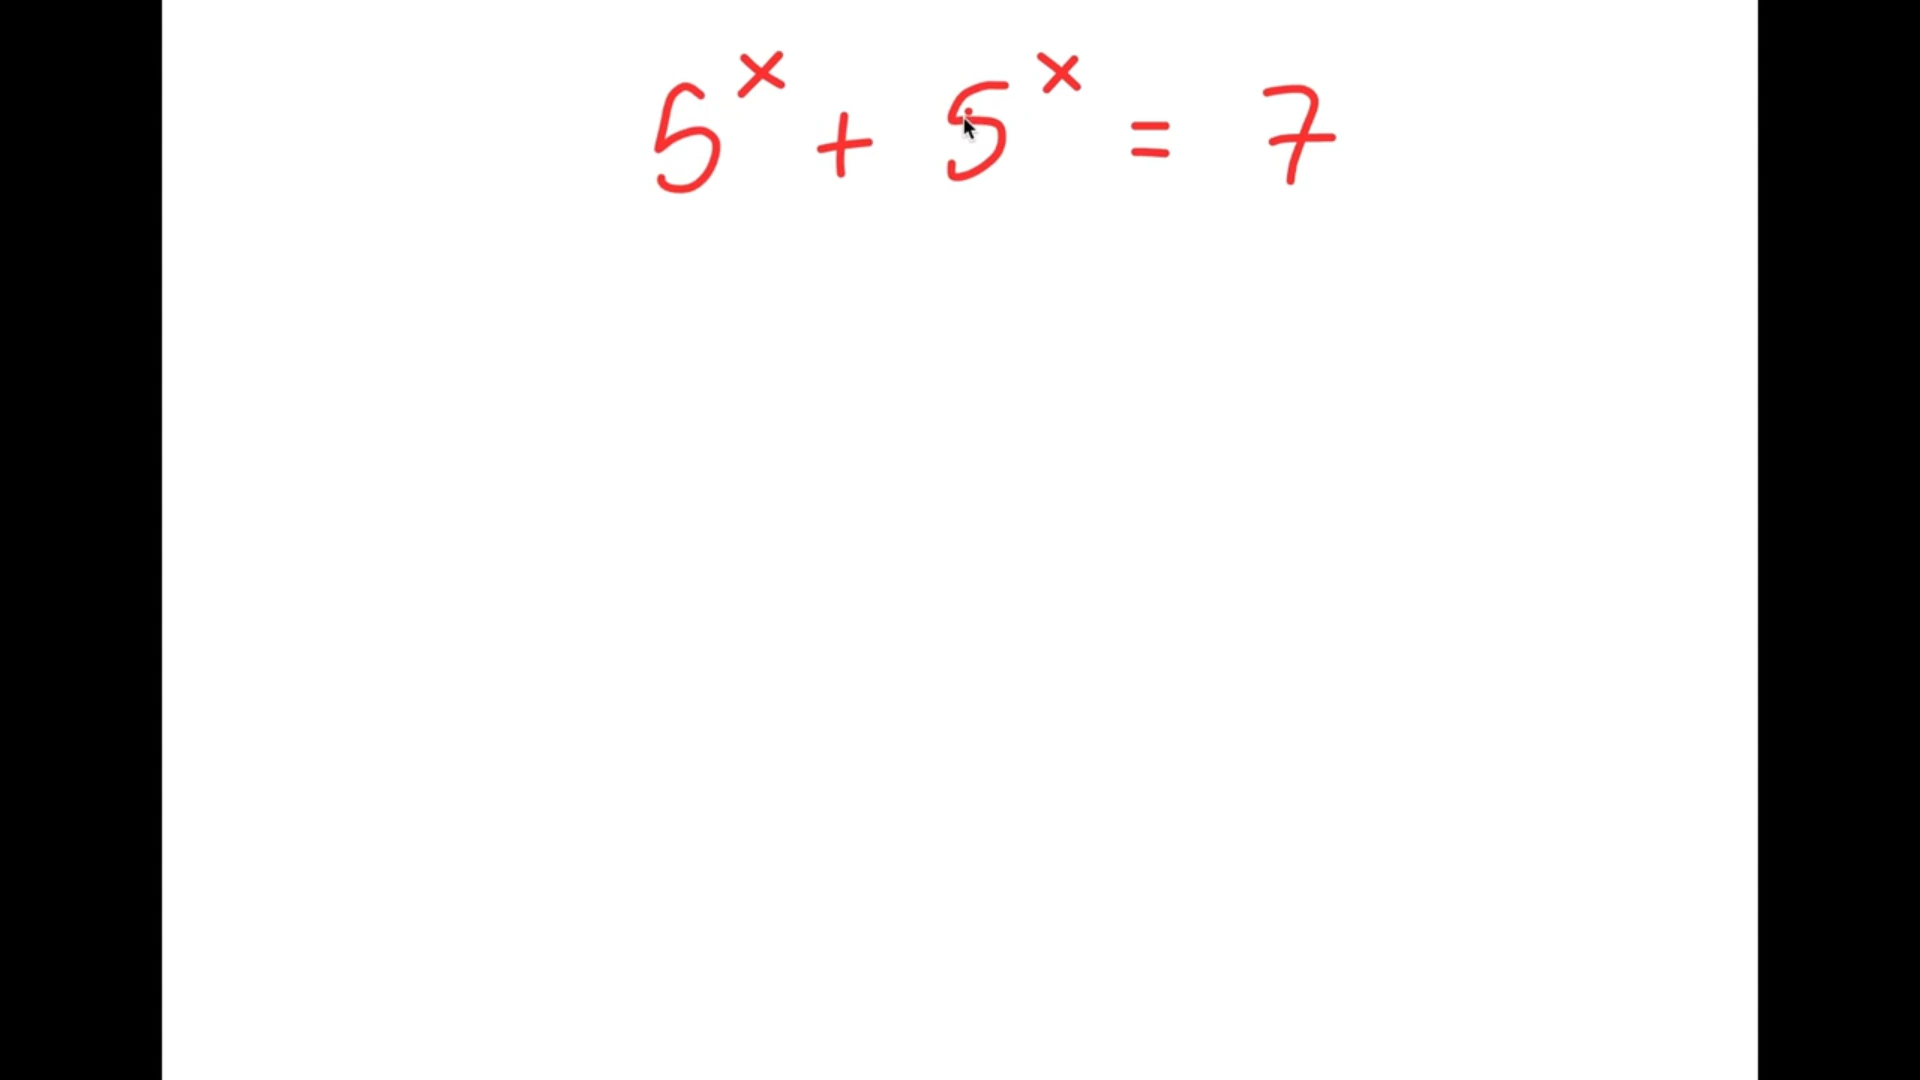 5^x + 5^x = 7